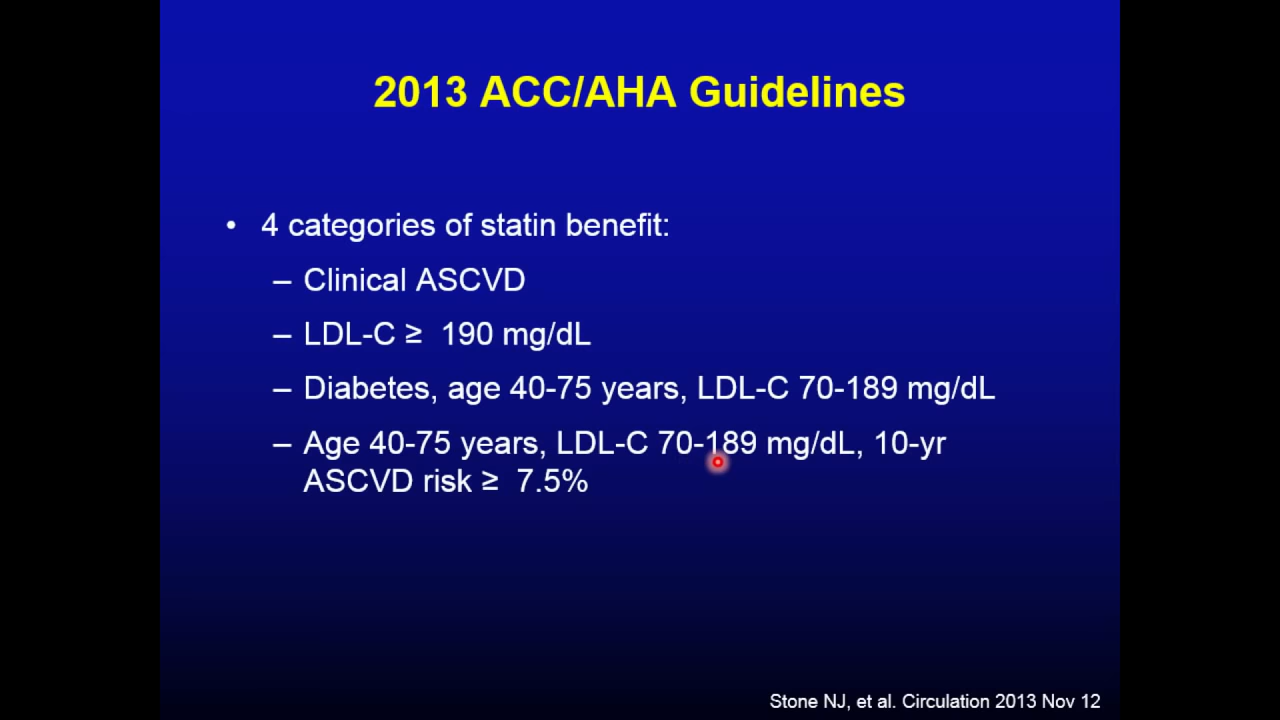 2013 ACC/AHA Guidelines
• 4 categories of statin benefit:
– Clinical ASCVD
– LDL-C ≥ 190 mg/dL
– Diabetes, age 40-75 years, LDL-C 70-189 mg/dL
– Age 40-75 years, LDL-C 70-189 mg/dL, 10-yr
ASCVD risk ≥ 7.5%
Stone NJ, et al. Circulation 2013 Nov 12